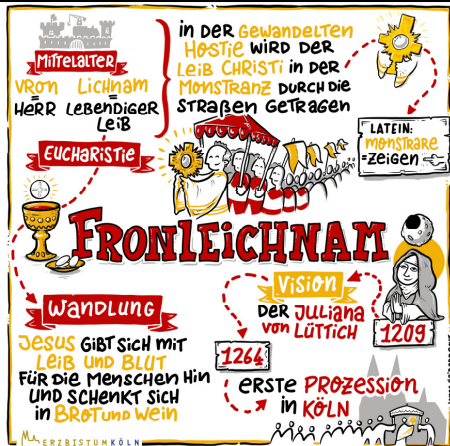 MiTTELALTER
VRON LiCHNAM
= =
HERR LEBENDiGER
LEiB
iN DER GEWANDELTEN
HOSTiE WiRD DER
LEiB CHRiSTi iN DER
MONSTRANZ DURCH DiE
STRAßEN GETRAGEN
LATEiN:
MONSTRARE
=ZEiGEN
EUCHARiSTiE
FRONLEiCHNAM
WANDLUNG
JESUS GiBT SiCH MiT
LEiB UND BLUT
FÜR DiE MENSCHEN HiN
UND SCHENKT SiCH
iN BROT UND WEiN
ViSiON
DER JULiANA
VON LÜTTiCH
1209
1264
ERSTE PROZESSiON
iN KÖLN
ERZBISTUMKÖLN